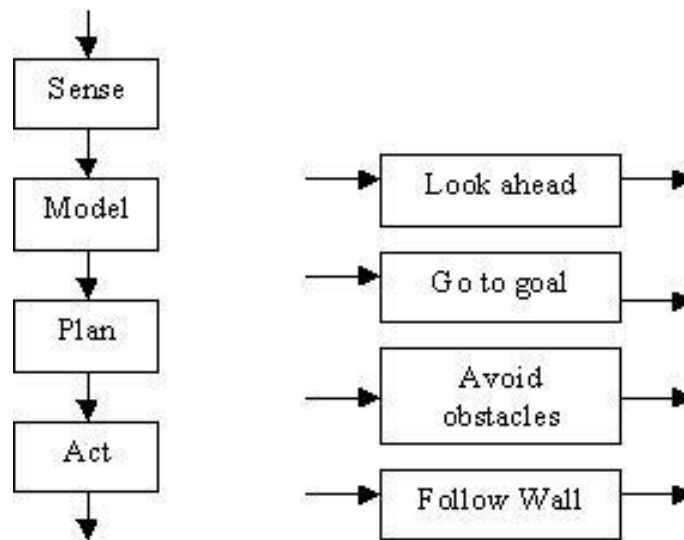 Sense
Model
Plan
Act
Look ahead
Go to goal
Avoid
obstacles
Follow Wall